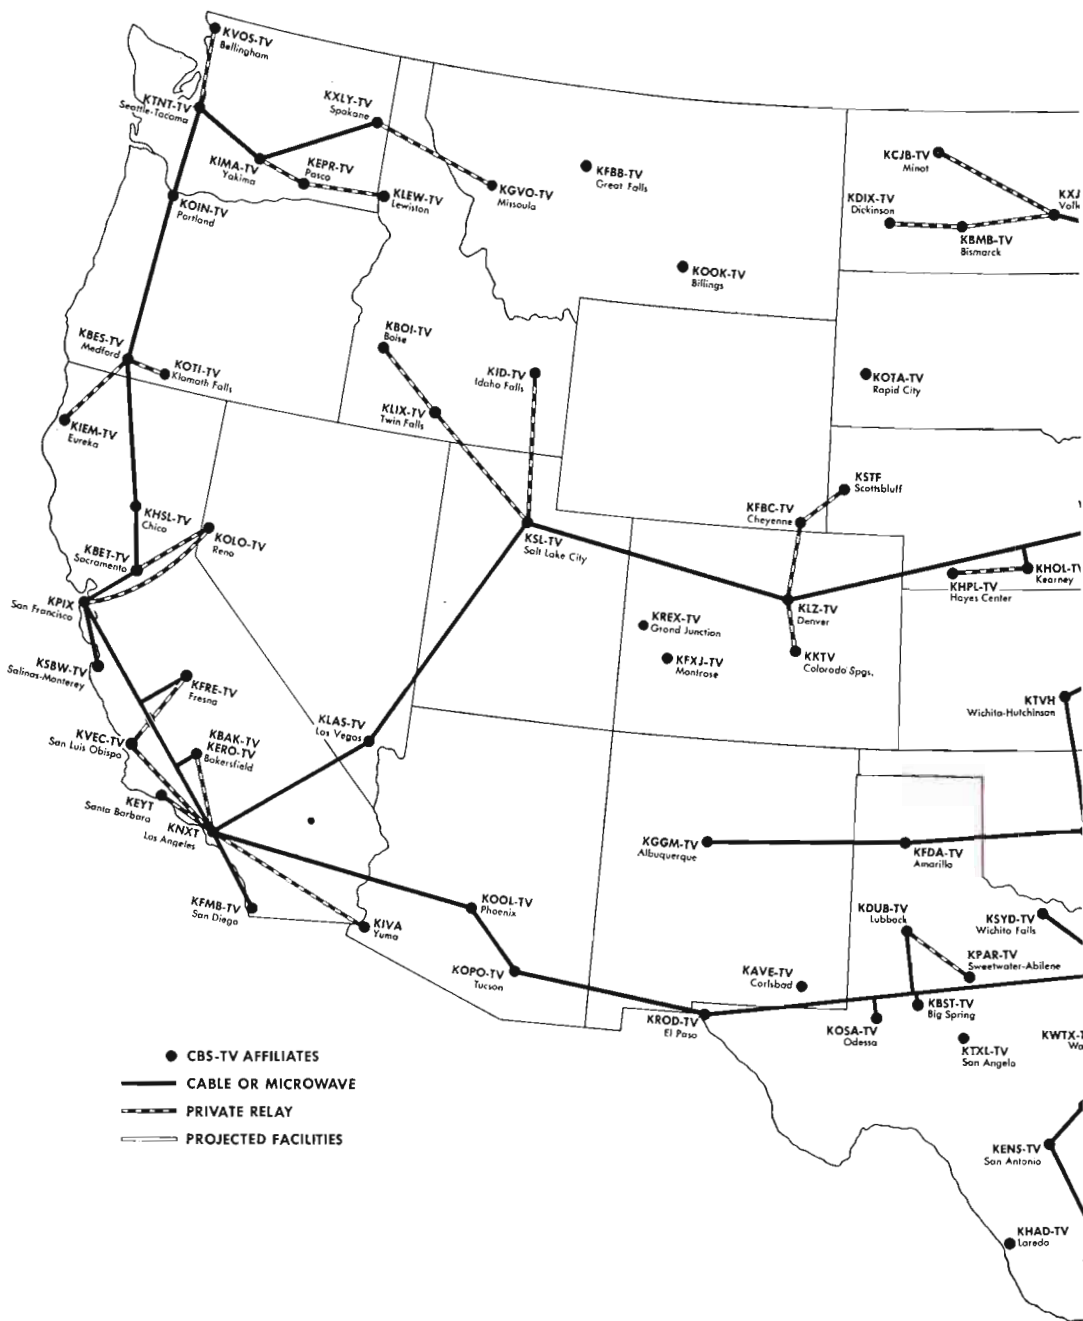 KVOS-TV
Bellingham
KTNT-TV
Seattle-Tacoma
KXLY-TV
Spokane
KIMA-TV
Yakima
KEPR-TV
Pasco
KLEW-TV
Lewiston
KGVO-TV
Missoula
KFBB-TV
Great Falls
KCJB-TV
Minot
KDIX-TV
Dickinson
KXJ
Vall
KBMB-TV
Bismarck
KOIN-TV
Portland
KOOK-TV
Billings
KBES-TV
Medford
KOTI-TV
Klamath Falls
KBOI-TV
Boise
KID-TV
Idaho Falls
KOTA-TV
Rapid City
KLIX-TV
Twin Falls
KIEM-TV
Eureka
KSTF
Scottsbluff
KFBC-TV
Cheyenne
KHSL-TV
Chico
KOLO-TV
Reno
KBET-TV
Sacramento
KSL-TV
Salt Lake City
KHOL-TV
Kearney
KHPL-TV
Hayes Center
KPIX
San Francisco
KLZ-TV
Denver
KREX-TV
Grand Junction
KFXJ-TV
Montrose
KKTV
Colorado Spgs.
KSBW-TV
Salinas-Monterey
KFRE-TV
Fresno
KTVH
Wichita-Hutchinson
KLAS-TV
Las Vegas
KVEC-TV
San Luis Obispo
KBAK-TV
KERO-TV
Bakersfield
KEYT
Santa Barbara
KNXT
Los Angeles
KGGM-TV
Albuquerque
KFDA-TV
Amarillo
KFMB-TV
San Diego
KIVA
Yuma
KOOL-TV
Phoenix
KDUB-TV
Lubbock
KSYD-TV
Wichita Falls
KOPO-TV
Tucson
KAVE-TV
Carlsbad
KPAR-TV
Sweetwater-Abilene
KROD-TV
El Paso
KBST-TV
Big Spring
KOSA-TV
Odessa
KTXL-TV
San Angelo
KWTX-T
Wa
CBS-TV AFFILIATES
CABLE OR MICROWAVE
PRIVATE RELAY
PROJECTED FACILITIES
KENS-TV
San Antonio
KHAD-TV
Laredo